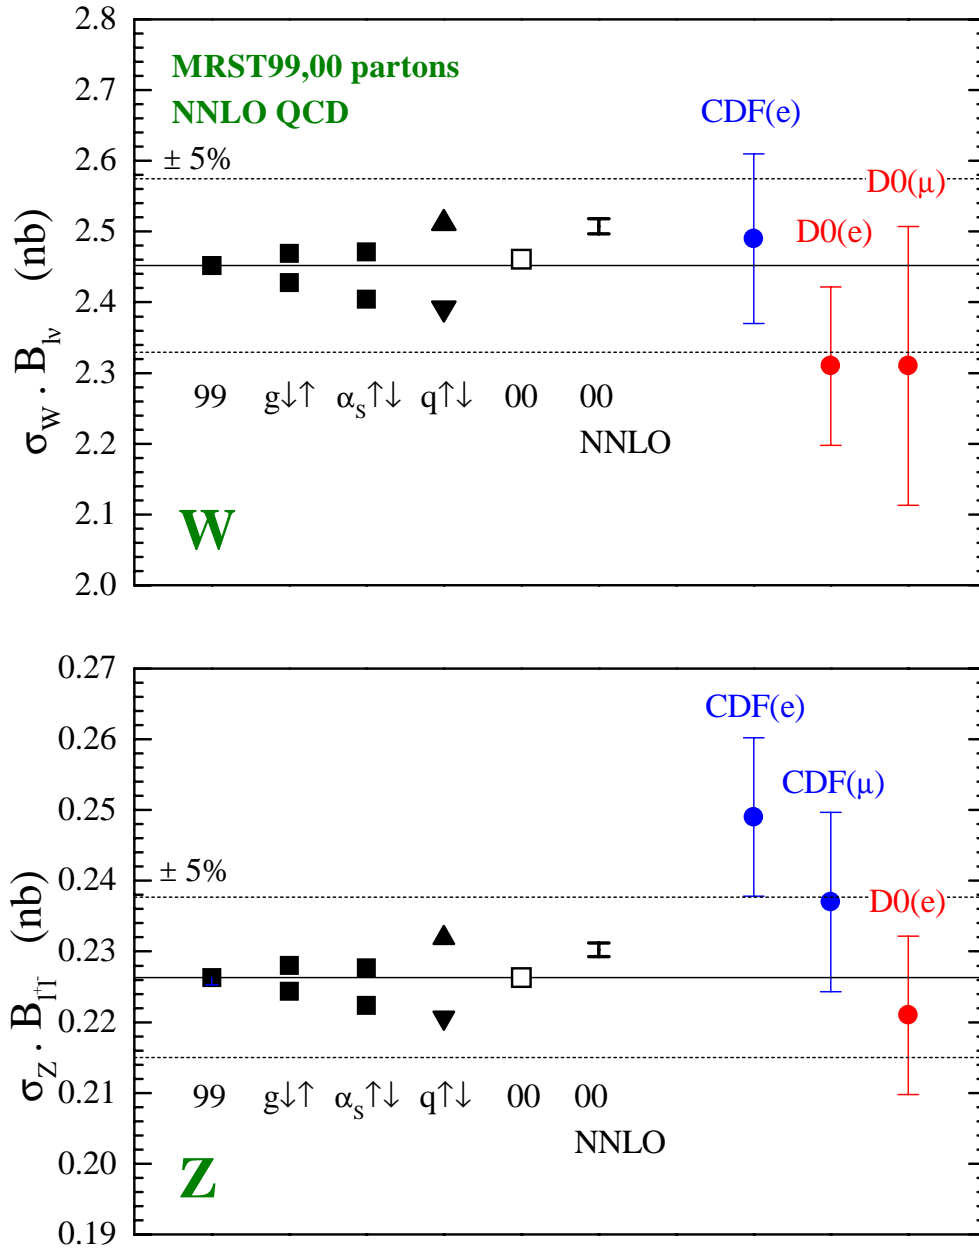 2.8
2.7
2.6
2.5
2.4
2.3
2.2
2.1
2.0
σW · Blν (nb)
MRST99,00 partons
NNLO QCD
± 5%
CDF(e)
D0(μ)
D0(e)
99 g↓↑ αS↑↓ q↑↓ 00 00
NNLO
W
0.27
0.26
0.25
0.24
0.23
0.22
0.21
0.20
0.19
σZ · Bl+l- (nb)
CDF(e)
CDF(μ)
± 5%
D0(e)
99 g↓↑ αS↑↓ q↑↓ 00 00
NNLO
Z